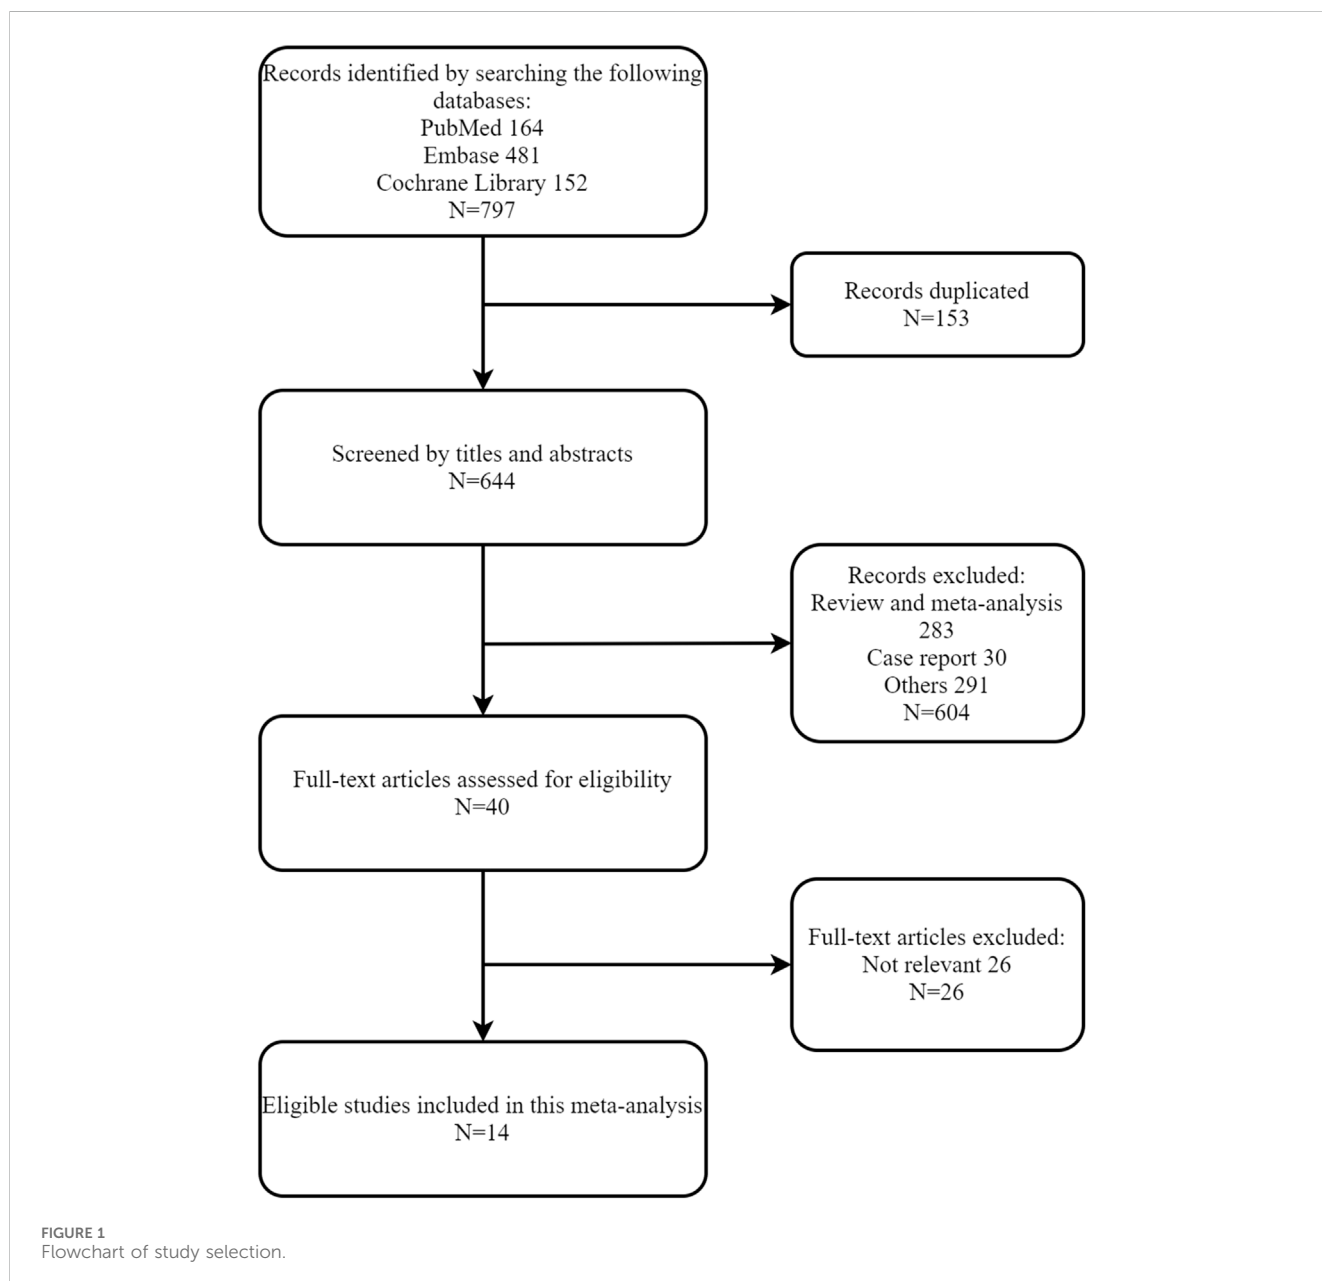 Records identified by searching the following
databases:
PubMed 164
Embase 481
Cochrane Library 152
N=797
Records duplicated
N=153
Screened by titles and abstracts
N=644
Records excluded:
Review and meta-analysis
283
Case report 30
Others 291
N=604
Full-text articles assessed for eligibility
N=40
Full-text articles excluded:
Not relevant 26
N=26
Eligible studies included in this meta-analysis
N=14
FIGURE 1
Flowchart of study selection.